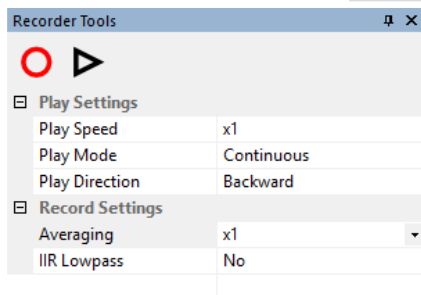 Recorder Tools
Play Settings
Play Speed x1
Play Mode Continuous
Play Direction Backward
Record Settings
Averaging x1
IIR Lowpass No